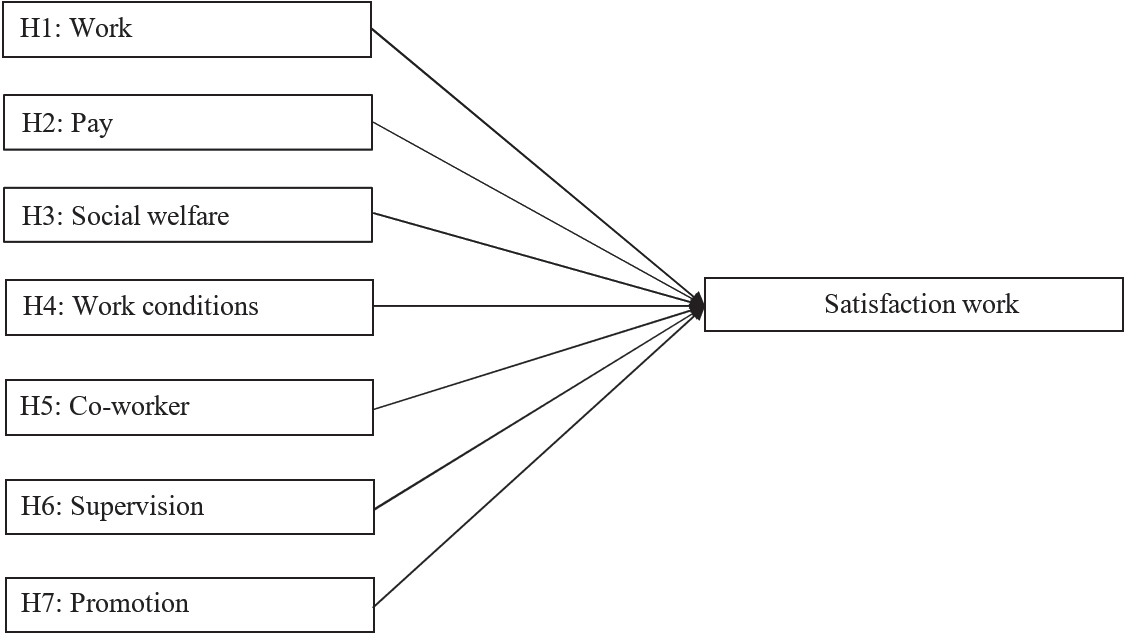 H1: Work
H2: Pay
H3: Social welfare
H4: Work conditions
Satisfaction work
H5: Co-worker
H6: Supervision
H7: Promotion